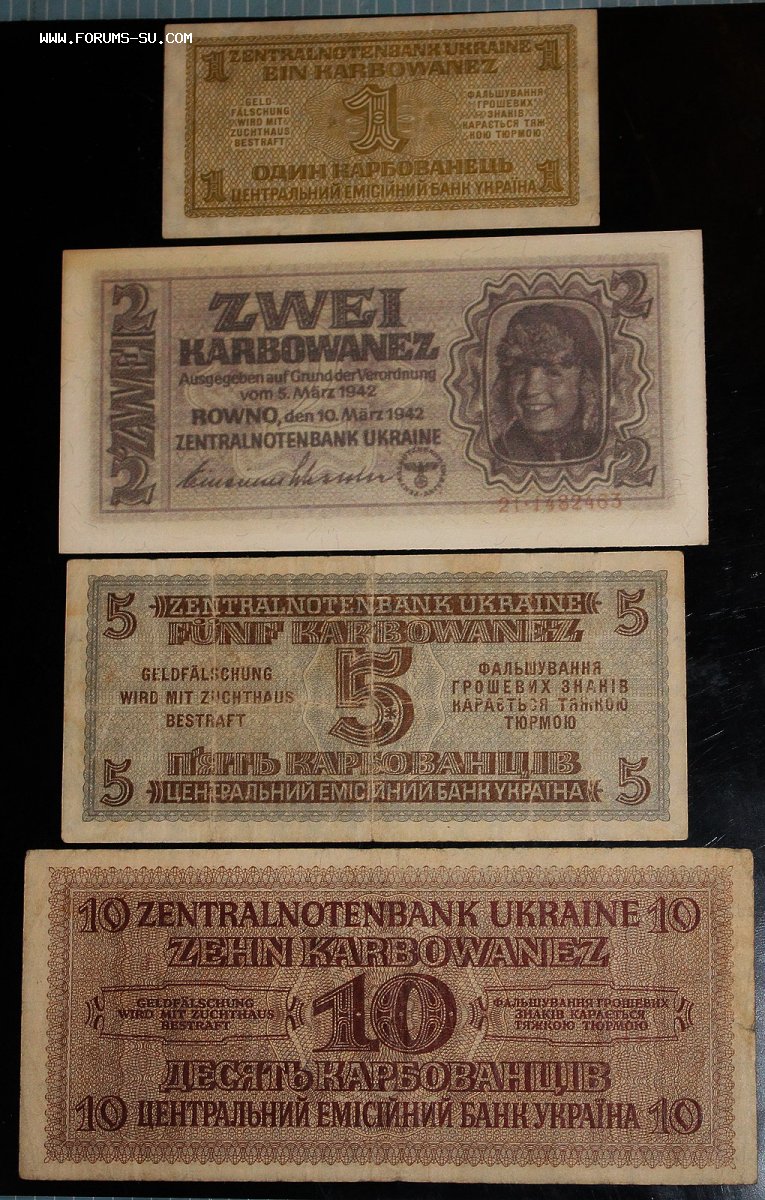 www.forums-su.com
1 ZENTRALNOTENBANK UKRAINE 1
EIN KARBOWANEZ
GELD-
FÄLSCHUNG
WIRD MIT
ZUCHTHAUS
BESTRAFT
1
ФАЛЬШУВАННЯ
ГРОШЕВИХ
ЗНАКІВ
КАРАЄТЬСЯ ТЯЖ-
КОЮ ТЮРМОЮ
ОДИН КАРБОВАНЕЦЬ
1 ЦЕНТРАЛЬНИЙ ЕМІСІЙНИЙ БАНК УКРАЇНА 1
2 ZWEI 2
ZWEI
KARBOWANEZ
Ausgegeben auf Grund der Verordnung
vom 5. März 1942
ROWNO, den 10. März 1942
ZENTRALNOTENBANK UKRAINE
2
2
21·1482463
5 ZENTRALNOTENBANK UKRAINE 5
FÜNF KARBOWANEZ
GELDFÄLSCHUNG
WIRD MIT ZUCHTHAUS
BESTRAFT
5
ФАЛЬШУВАННЯ
ГРОШЕВИХ ЗНАКІВ
КАРАЄТЬСЯ ТЯЖКОЮ
ТЮРМОЮ
П'ЯТЬ КАРБОВАНЦІВ
5 ЦЕНТРАЛЬНИЙ ЕМІСІЙНИЙ БАНК УКРАЇНА 5
10 ZENTRALNOTENBANK UKRAINE 10
ZEHN KARBOWANEZ
GELDFÄLSCHUNG
WIRD MIT ZUCHTHAUS
BESTRAFT
10
ФАЛЬШУВАННЯ ГРОШЕВИХ
ЗНАКІВ КАРАЄТЬСЯ
ТЯЖКОЮ ТЮРМОЮ
ДЕСЯТЬ КАРБОВАНЦІВ
10 ЦЕНТРАЛЬНИЙ ЕМІСІЙНИЙ БАНК УКРАЇНА 10